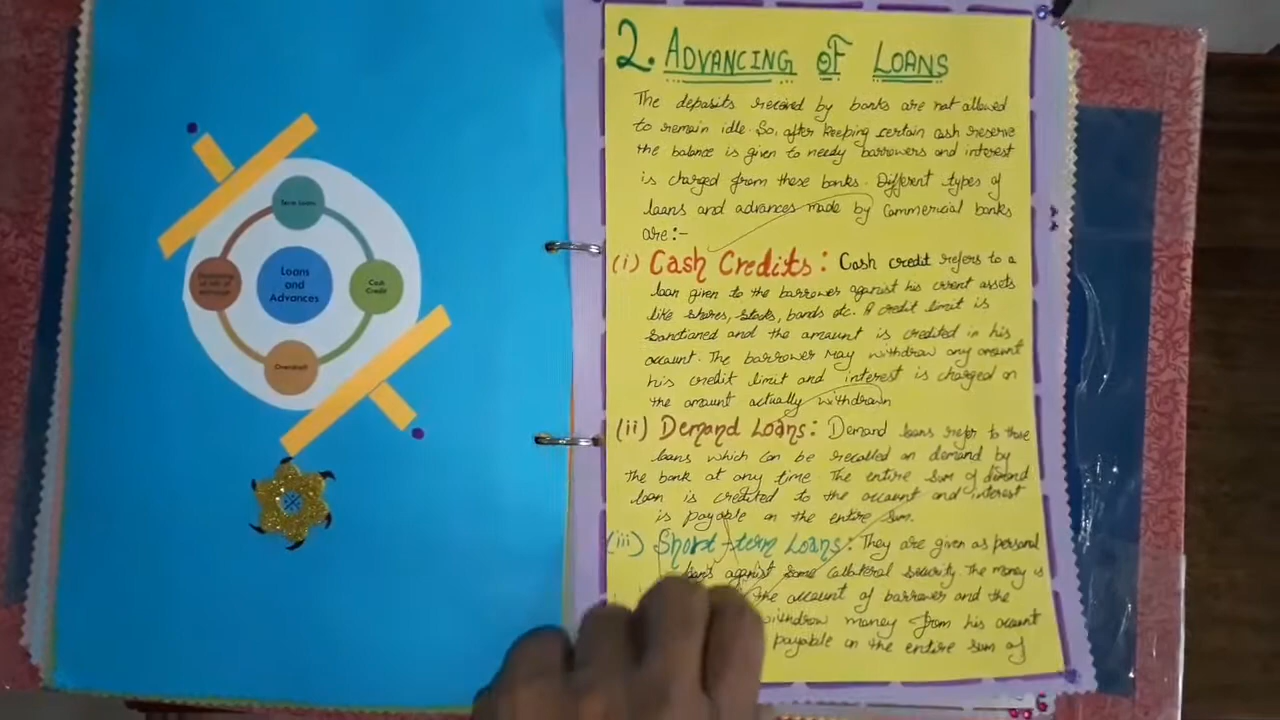 Term Loans
Loans
and
Advances
Cash
Credit
Discounting
of bill of
exchange
Overdraft
2. ADVANCING OF LOANS
The deposits received by banks are not allowed
to remain idle. So, after keeping certain cash reserve
the balance is given to needy borrowers and interest
is charged from these banks. Different types of
loans and advances made by commercial banks
are:-
(i) Cash Credits: Cash credit refers to a
loan given to the borrower against his current assets
like shares, stocks, bonds etc. A credit limit is
sanctioned and the amount is credited in his
account. The borrower may withdraw any amount
his credit limit and interest is charged on
the amount actually withdrawn
(ii) Demand Loans: Demand loans refer to those
loans which can be recalled on demand by
the bank at any time. The entire sum of demand
loan is credited to the account and interest
is payable on the entire sum.
(iii) Short-term Loans: They are given as personal
loans against some collateral security. The money is
the account of borrower and the
withdraw money from his account
payable on the entire sum of